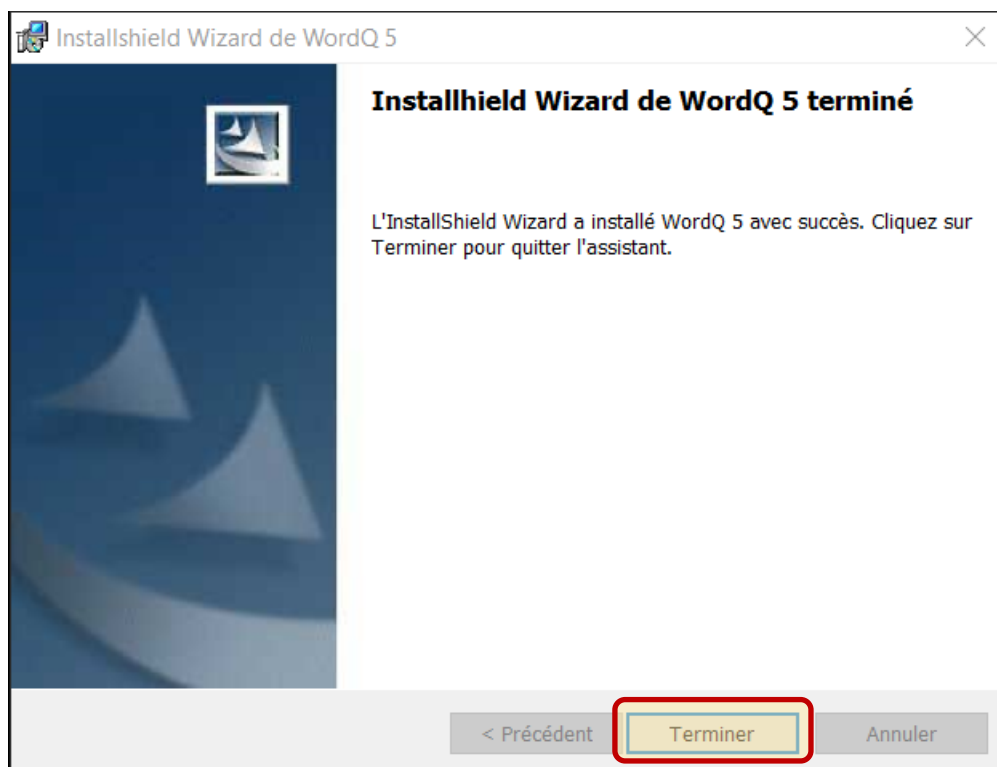 Installshield Wizard de WordQ 5
Installhield Wizard de WordQ 5 terminé
L'InstallShield Wizard a installé WordQ 5 avec succès. Cliquez sur
Terminer pour quitter l'assistant.
< Précédent Terminer Annuler